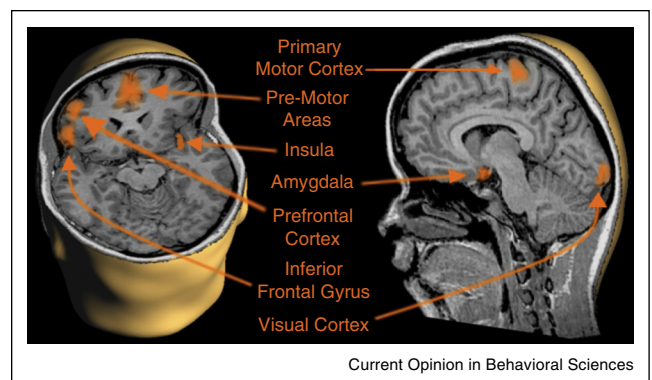 Primary
Motor Cortex
Pre-Motor
Areas
Insula
Amygdala
Prefrontal
Cortex
Inferior
Frontal Gyrus
Visual Cortex
Current Opinion in Behavioral Sciences